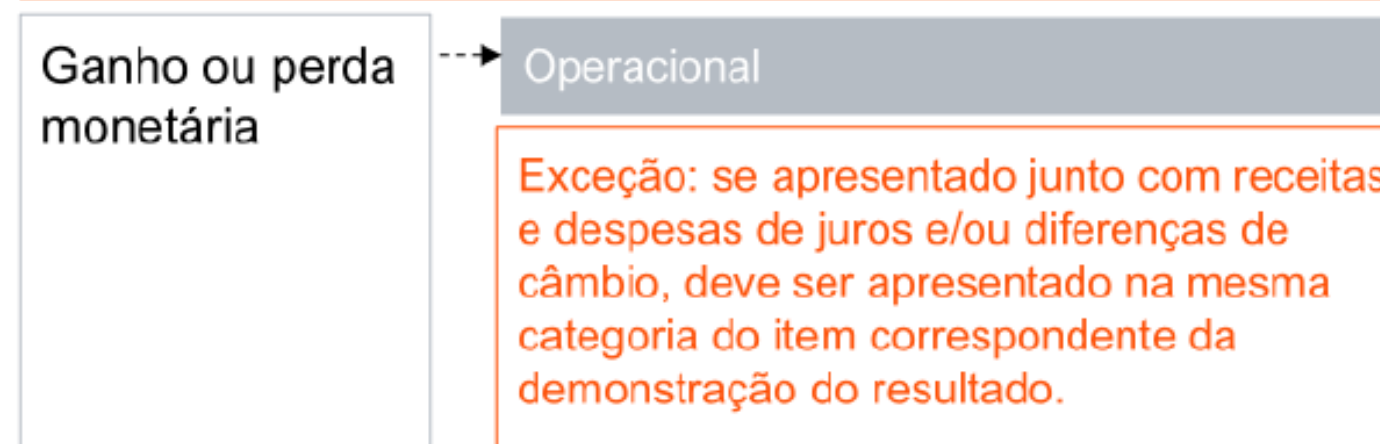 Ganho ou perda
monetária
Operacional
Exceção: se apresentado junto com receitas
e despesas de juros e/ou diferenças de
câmbio, deve ser apresentado na mesma
categoria do item correspondente da
demonstração do resultado.